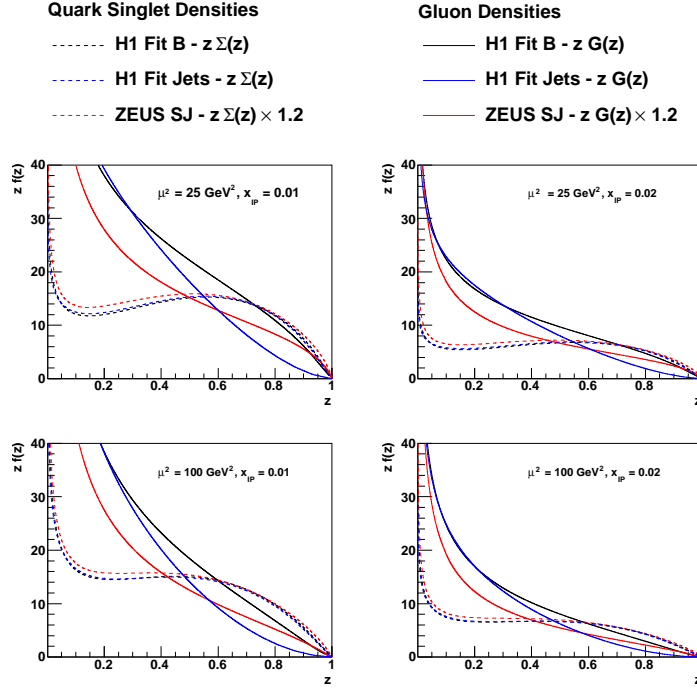 Quark Singlet Densities
H1 Fit B - z Σ(z)
H1 Fit Jets - z Σ(z)
ZEUS SJ - z Σ(z) × 1.2
Gluon Densities
H1 Fit B - z G(z)
H1 Fit Jets - z G(z)
ZEUS SJ - z G(z) × 1.2
z f(z)
40
30
20
10
0
μ² = 25 GeV², x_IP = 0.01
0.2 0.4 0.6 0.8 1
z
z f(z)
40
30
20
10
0
μ² = 25 GeV², x_IP = 0.02
0.2 0.4 0.6 0.8
z
z f(z)
40
30
20
10
0
μ² = 100 GeV², x_IP = 0.01
0.2 0.4 0.6 0.8 1
z
z f(z)
40
30
20
10
0
μ² = 100 GeV², x_IP = 0.02
0.2 0.4 0.6 0.8
z